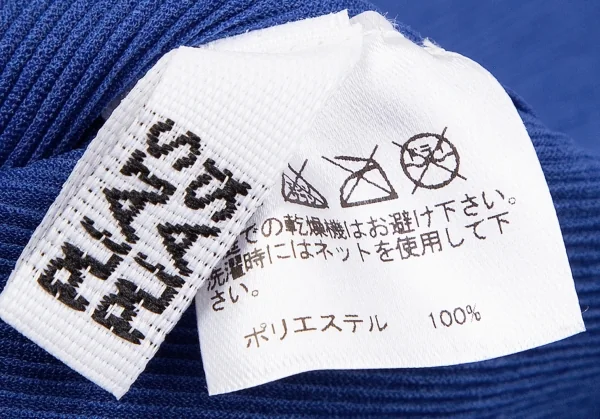 PLANS
PLANS
ドライ
での乾燥機はお避け下さい。
洗濯時にはネットを使用して下
さい。
ポリエステル 100%